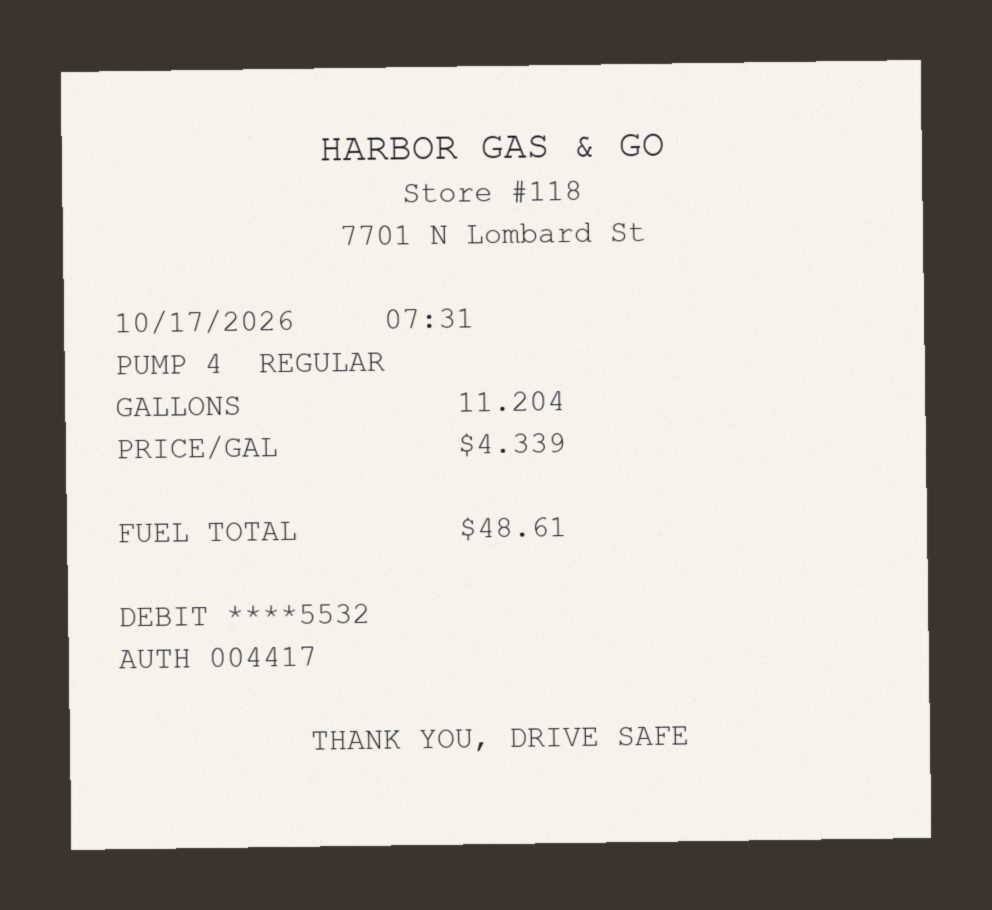 HARBOR GAS & GO
Store #118
7701 N Lombard St
10/17/2026 07:31
PUMP 4 REGULAR
GALLONS 11.204
PRICE/GAL $4.339
FUEL TOTAL $48.61
DEBIT ****5532
AUTH 004417
THANK YOU, DRIVE SAFE